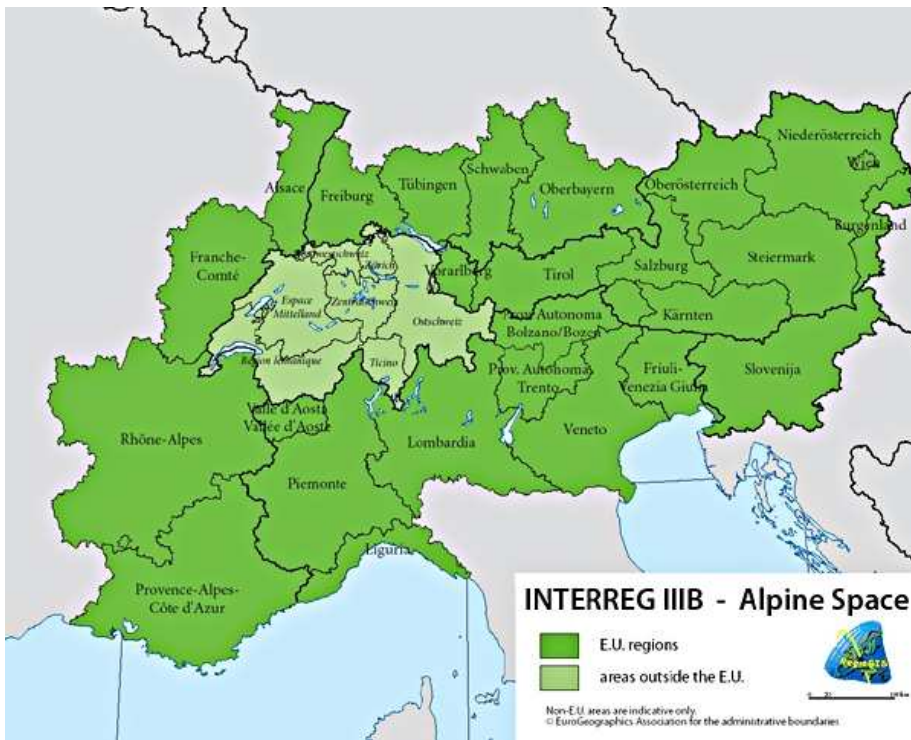 Niederösterreich
Wien
Alsace
Freiburg
Tübingen
Schwaben
Oberbayern
Oberösterreich
Burgenland
Franche-
Comté
Zürich
Vorarlberg
Tirol
Salzburg
Steiermark
Espace
Mittelland
Zentralschweiz
Ostschweiz
Prov. Autonoma
Bolzano/Bozen
Kärnten
Région lémanique
Ticino
Prov. Autonoma
Trento
Friuli-
Venezia Giulia
Slovenija
Valle d'Aosta
Vallée d'Aoste
Rhône-Alpes
Lombardia
Veneto
Piemonte
Liguria
Provence-Alpes-
Côte d'Azur
INTERREG IIIB - Alpine Space
E.U. regions
areas outside the E.U.
Non-E.U. areas are indicative only.
© EuroGeographics Association for the administrative boundaries